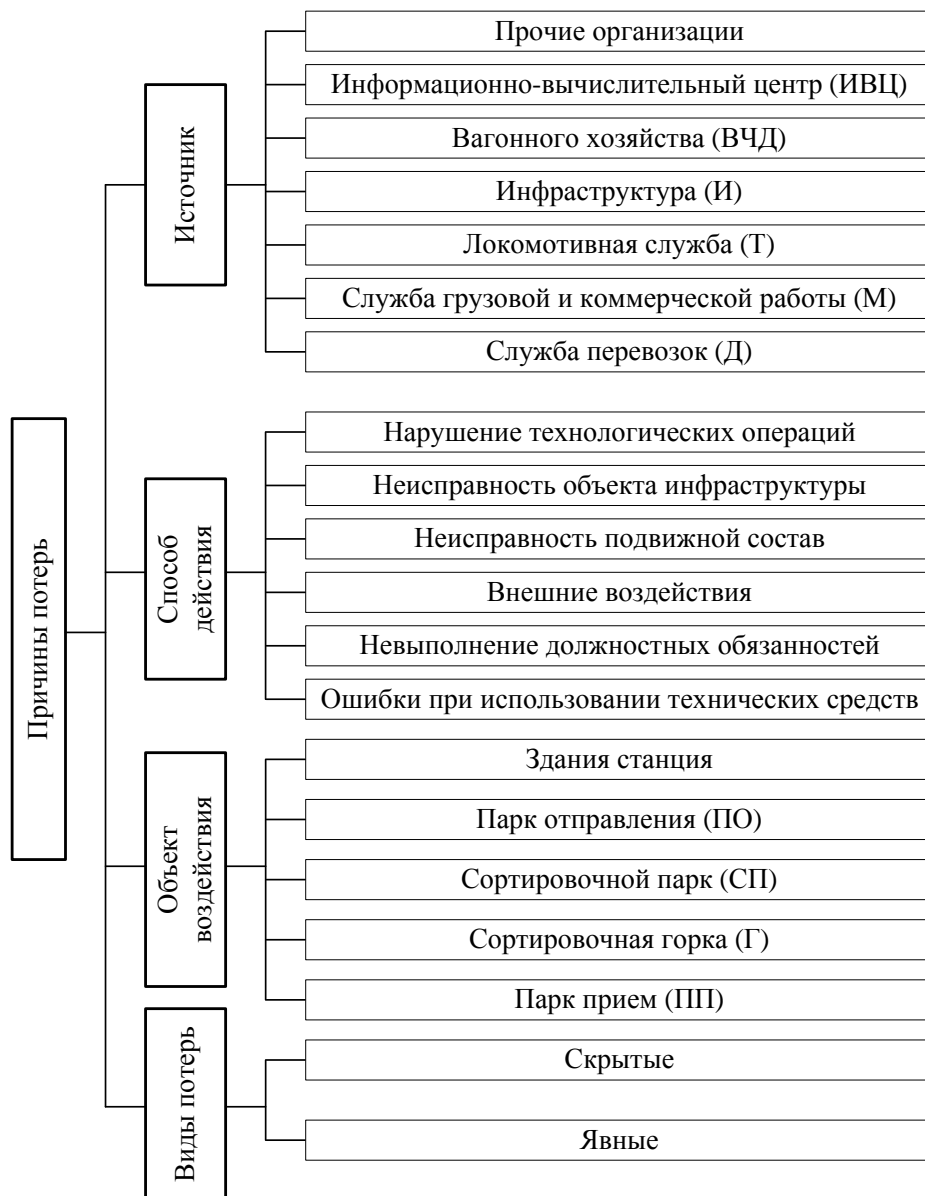 Причины потерь
Источник
Прочие организации
Информационно-вычислительный центр (ИВЦ)
Вагонного хозяйства (ВЧД)
Инфраструктура (И)
Локомотивная служба (Т)
Служба грузовой и коммерческой работы (М)
Служба перевозок (Д)
Способ
действия
Нарушение технологических операций
Неисправность объекта инфраструктуры
Неисправность подвижной состав
Внешние воздействия
Невыполнение должностных обязанностей
Ошибки при использовании технических средств
Объект
воздействия
Здания станция
Парк отправления (ПО)
Сортировочной парк (СП)
Сортировочная горка (Г)
Парк прием (ПП)
Виды потерь
Скрытые
Явные